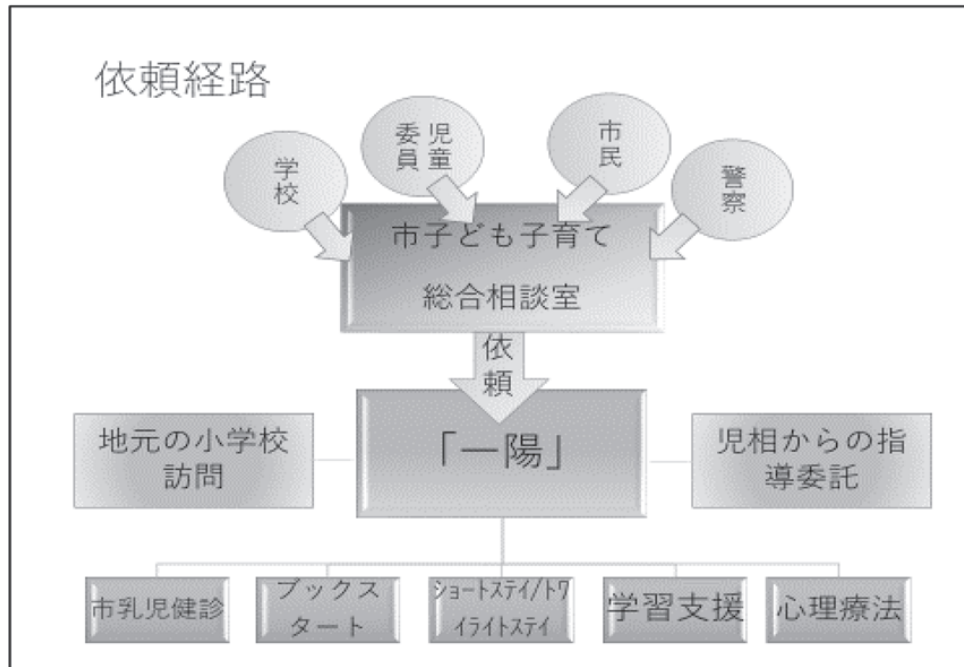 依頼経路
学校
児童
委員
市民
警察
市子ども子育て
総合相談室
依頼
地元の小学校
訪問
「一陽」
児相からの指
導委託
市乳児健診
ブックス
タート
ｼｮｰﾄｽﾃｲ/ﾄﾜ
ｲﾗｲﾄｽﾃｲ
学習支援
心理療法